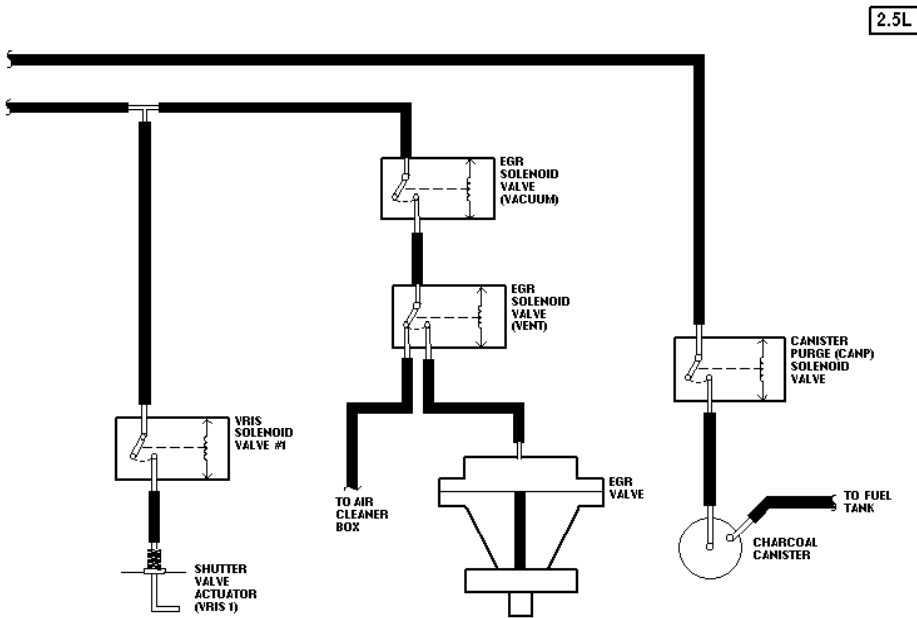 2.5L
EGR
SOLENOID
VALVE
(VACUUM)
EGR
SOLENOID
VALVE
(VENT)
CANISTER
PURGE (CANP)
SOLENOID
VALVE
VRIS
SOLENOID
VALVE #1
TO AIR
CLEANER
BOX
EGR
VALVE
TO FUEL
TANK
CHARCOAL
CANISTER
SHUTTER
VALVE
ACTUATOR
(VRIS 1)